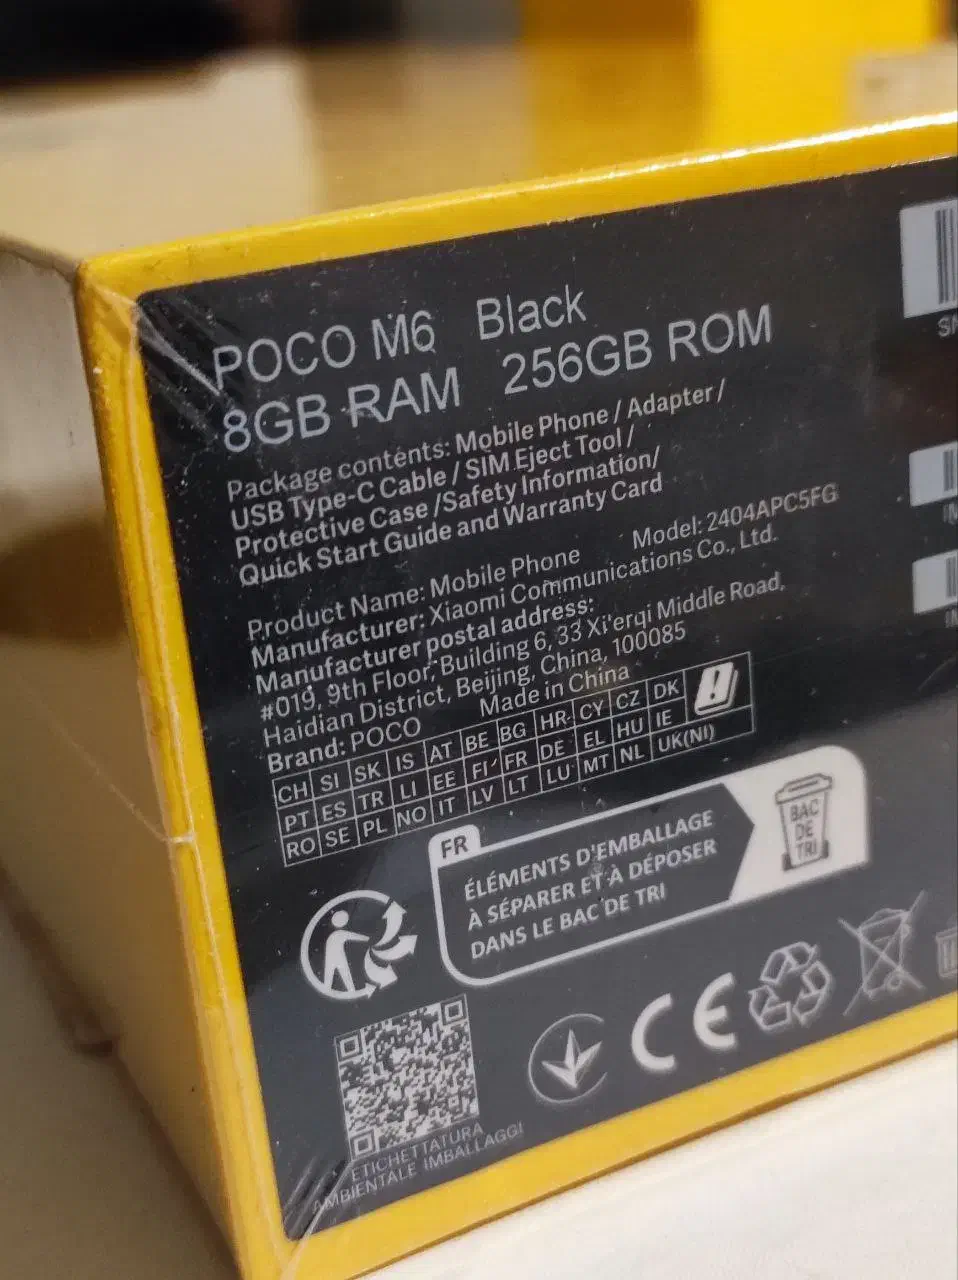 POCO M6 Black
8GB RAM 256GB ROM
Package contents: Mobile Phone / Adapter /
USB Type-C Cable / SIM Eject Tool /
Protective Case /Safety Information/
Quick Start Guide and Warranty Card
Product Name: Mobile Phone Model: 2404APC5FG
Manufacturer: Xiaomi Communications Co., Ltd.
Manufacturer postal address:
#019, 9th Floor, Building 6, 33 Xi'erqi Middle Road,
Haidian District, Beijing, China, 100085
Brand: POCO Made in China
CH SI SK IS AT BE BG HR CY CZ DK
PT ES TR LI EE FI FR DE EL HU IE
RO SE PL NO IT LV LT LU MT NL UK(NI)
FR
ÉLÉMENTS D'EMBALLAGE
À SÉPARER ET À DÉPOSER
DANS LE BAC DE TRI
BAC
DE
TRI
CE
ETICHETTATURA
AMBIENTALE IMBALLAGGI